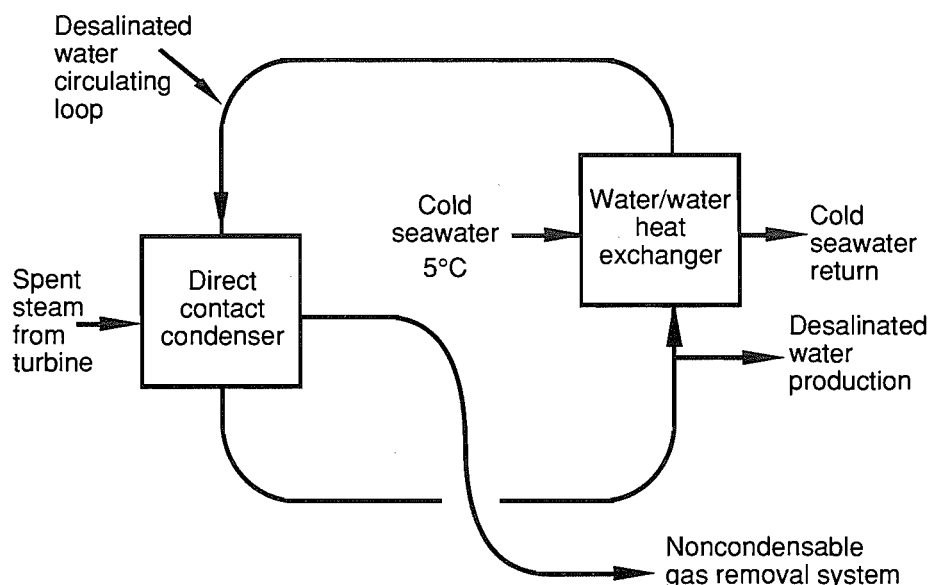 Desalinated
water
circulating
loop
Cold
seawater
5°C
Water/water
heat
exchanger
Cold
seawater
return
Spent
steam
from
turbine
Direct
contact
condenser
Desalinated
water
production
Noncondensable
gas removal system